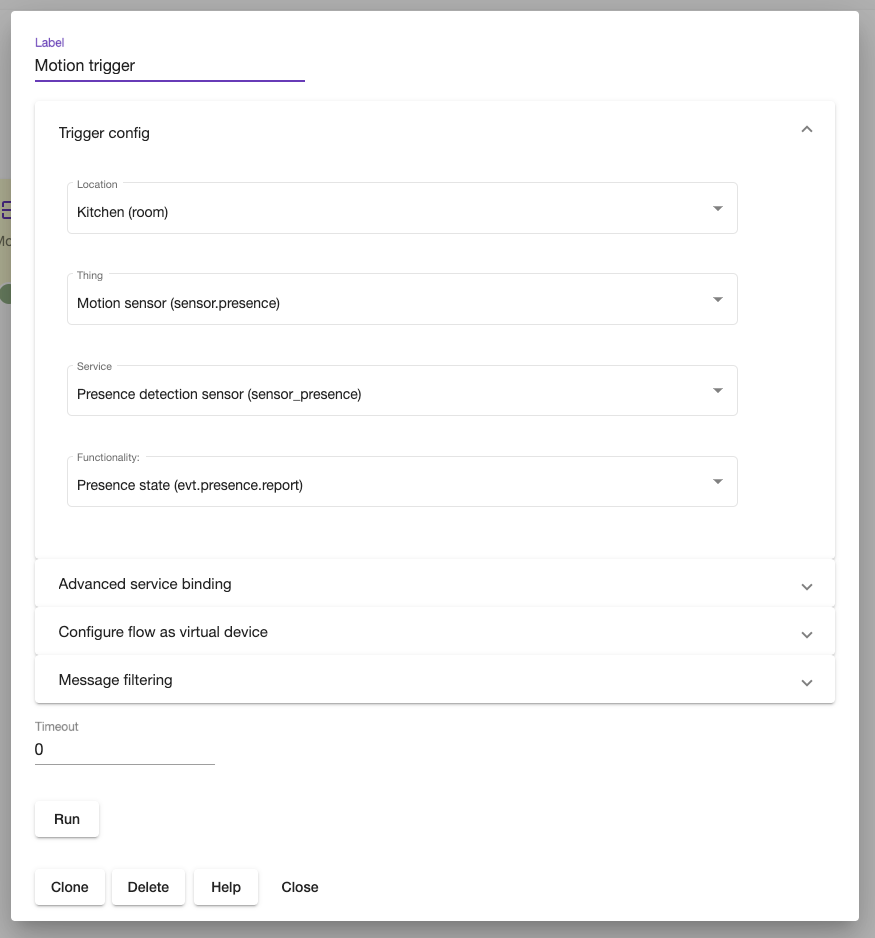 Label
Motion trigger
Trigger config
Location
Kitchen (room)
Thing
Motion sensor (sensor.presence)
Service
Presence detection sensor (sensor_presence)
Functionality:
Presence state (evt.presence.report)
Advanced service binding
Configure flow as virtual device
Message filtering
Timeout
0
Run
Clone Delete Help Close